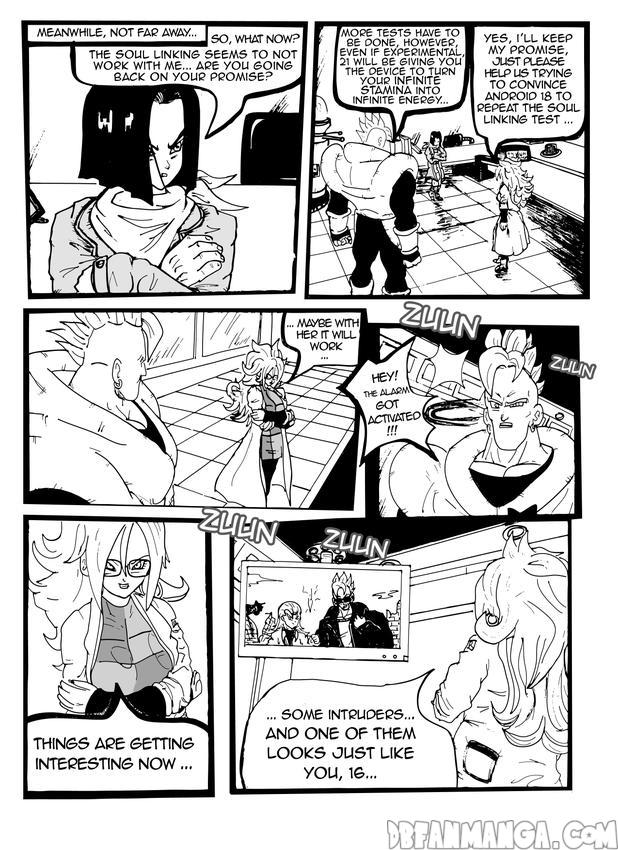 MEANWHILE, NOT FAR AWAY...
SO, WHAT NOW?
THE SOUL LINKING SEEMS TO NOT
WORK WITH ME... ARE YOU GOING
BACK ON YOUR PROMISE?
MORE TESTS HAVE TO
BE DONE, HOWEVER,
EVEN IF EXPERIMENTAL,
21 WILL BE GIVING YOU
THE DEVICE TO TURN
YOUR INFINITE
STAMINA INTO
INFINITE ENERGY...
YES, I'LL KEEP
MY PROMISE,
JUST PLEASE
HELP US TRYING
TO CONVINCE
ANDROID 18 TO
REPEAT THE SOUL
LINKING TEST ...
... MAYBE WITH
HER IT WILL
WORK
...
ZUUN
HEY!
THE ALARM
GOT
ACTIVATED
!!!
ZUUN
ZUUN
THINGS ARE GETTING
INTERESTING NOW ...
ZUUN
... SOME INTRUDERS...
AND ONE OF THEM
LOOKS JUST LIKE
YOU, 16...
DBFANMANGA.COM